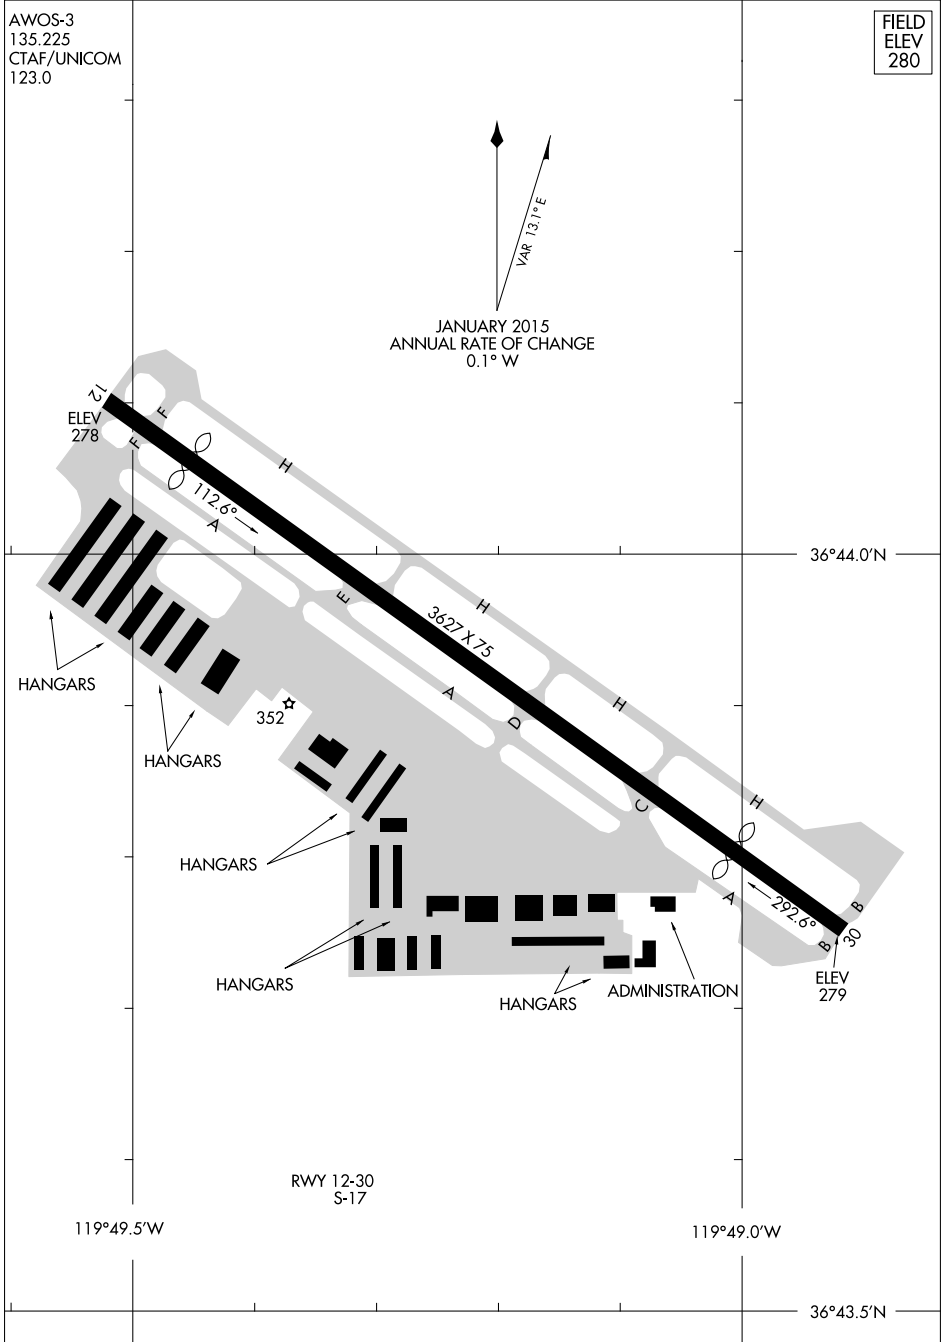 AWOS-3
135.225
CTAF/UNICOM
123.0
FIELD
ELEV
280
VAR 13.1° E
JANUARY 2015
ANNUAL RATE OF CHANGE
0.1° W
12
ELEV
278
F
F
H
112.6°
A
36°44.0'N
E
H
3627 X 75
HANGARS
A
H
D
352
HANGARS
C
H
HANGARS
A
292.6°
B
B
30
HANGARS
HANGARS
ADMINISTRATION
ELEV
279
RWY 12-30
S-17
119°49.5'W
119°49.0'W
36°43.5'N